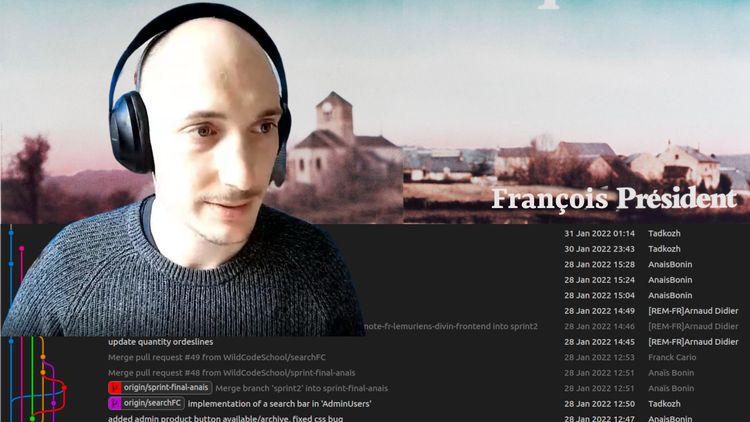 François Président
31 Jan 2022 01:14 Tadkozh
30 Jan 2022 23:43 Tadkozh
28 Jan 2022 15:28 AnaisBonin
28 Jan 2022 15:24 AnaisBonin
28 Jan 2022 15:04 AnaisBonin
28 Jan 2022 14:49 [REM-FR]Arnaud Didier
note-fr-lemuriens-divin-frontend into sprint2 28 Jan 2022 14:46 [REM-FR]Arnaud Didier
update quantity ordeslines 28 Jan 2022 14:45 [REM-FR]Arnaud Didier
Merge pull request #49 from WildCodeSchool/searchFC 28 Jan 2022 12:53 Franck Cario
Merge pull request #48 from WildCodeSchool/sprint-final-anais 28 Jan 2022 12:51 Anaïs Bonin
origin/sprint-final-anais Merge branch 'sprint2' into sprint-final-anais 28 Jan 2022 12:51 Anaïs Bonin
origin/searchFC implementation of a search bar in 'AdminUsers' 28 Jan 2022 12:50 Tadkozh
added admin product button available/archive, fixed css bug 28 Jan 2022 12:47 AnaisBonin